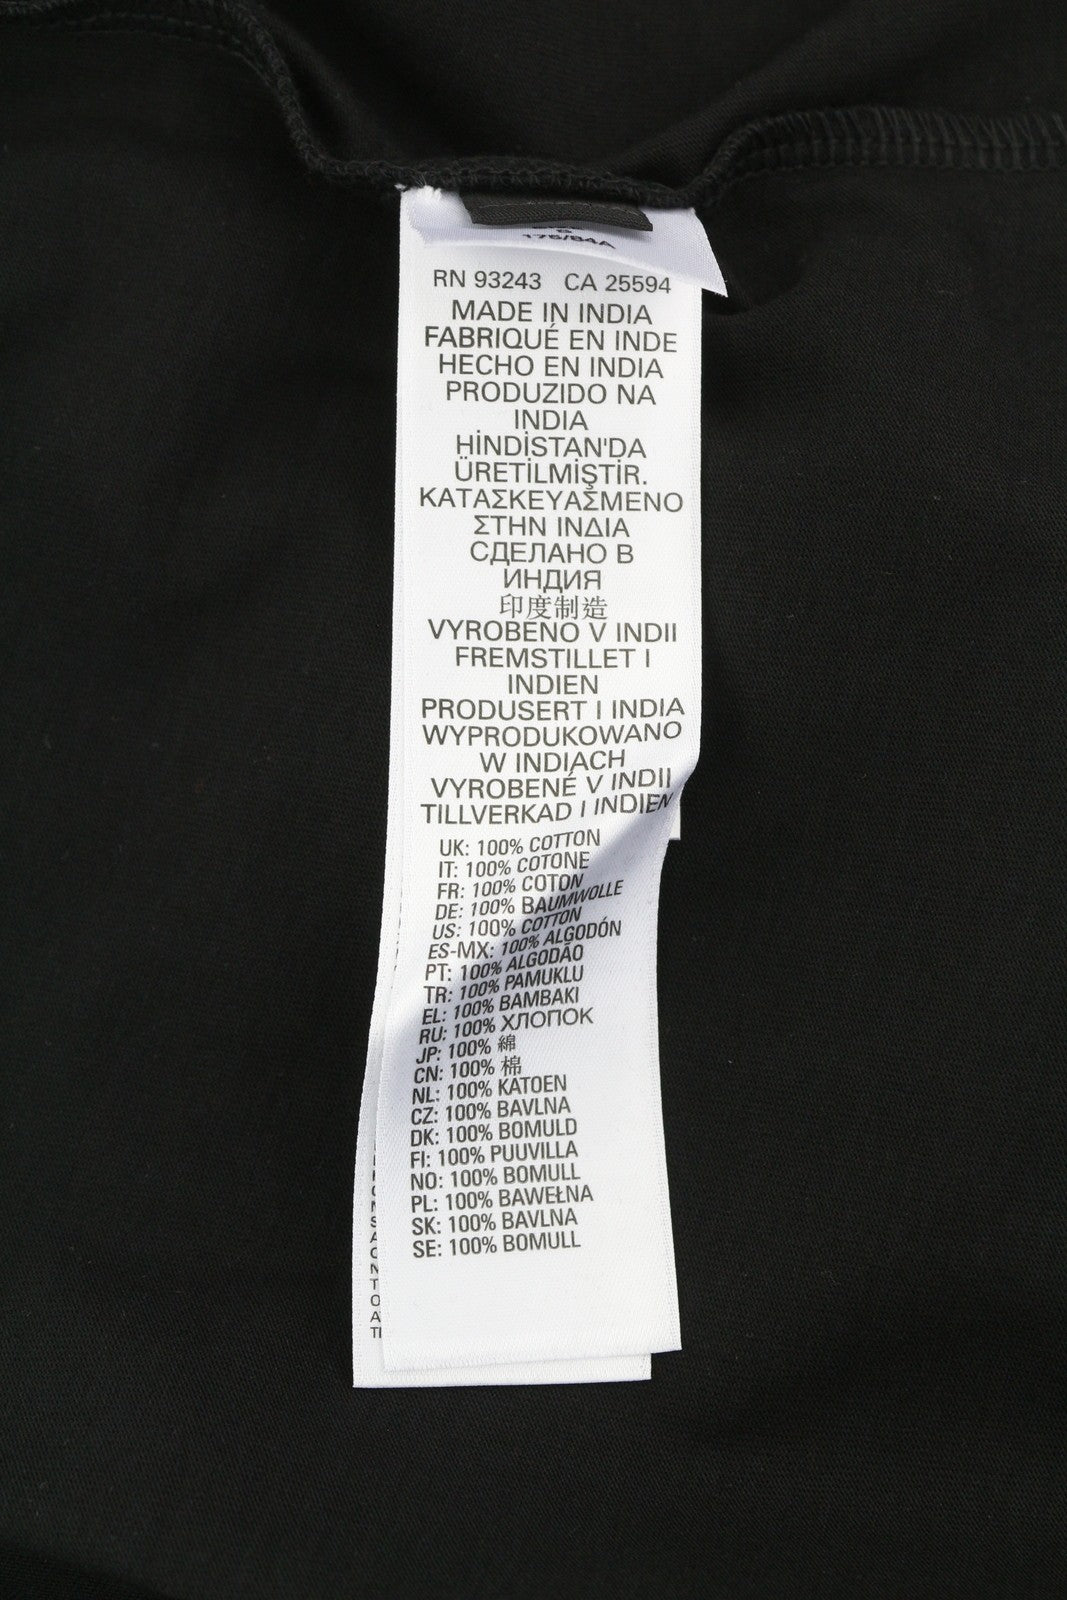 175/84A
RN 93243 CA 25594
MADE IN INDIA
FABRIQUÉ EN INDE
HECHO EN INDIA
PRODUZIDO NA
INDIA
HİNDİSTAN'DA
ÜRETİLMİŞTİR.
ΚΑΤΑΣΚΕΥΑΣΜΕΝΟ
ΣΤΗΝ ΙΝΔΙΑ
СДЕЛАНО В
ИНДИЯ
印度制造
VYROBENO V INDII
FREMSTILLET I
INDIEN
PRODUSERT I INDIA
WYPRODUKOWANO
W INDIACH
VYROBENÉ V INDII
TILLVERKAD I INDIEN
UK: 100% COTTON
IT: 100% COTONE
FR: 100% COTON
DE: 100% BAUMWOLLE
US: 100% COTTON
ES-MX: 100% ALGODÓN
PT: 100% ALGODÃO
TR: 100% PAMUKLU
EL: 100% ΒΑΜΒΑΚΙ
RU: 100% ХЛОПОК
JP: 100% 綿
CN: 100% 棉
NL: 100% KATOEN
CZ: 100% BAVLNA
DK: 100% BOMULD
FI: 100% PUUVILLA
NO: 100% BOMULL
PL: 100% BAWEŁNA
SK: 100% BAVLNA
SE: 100% BOMULL